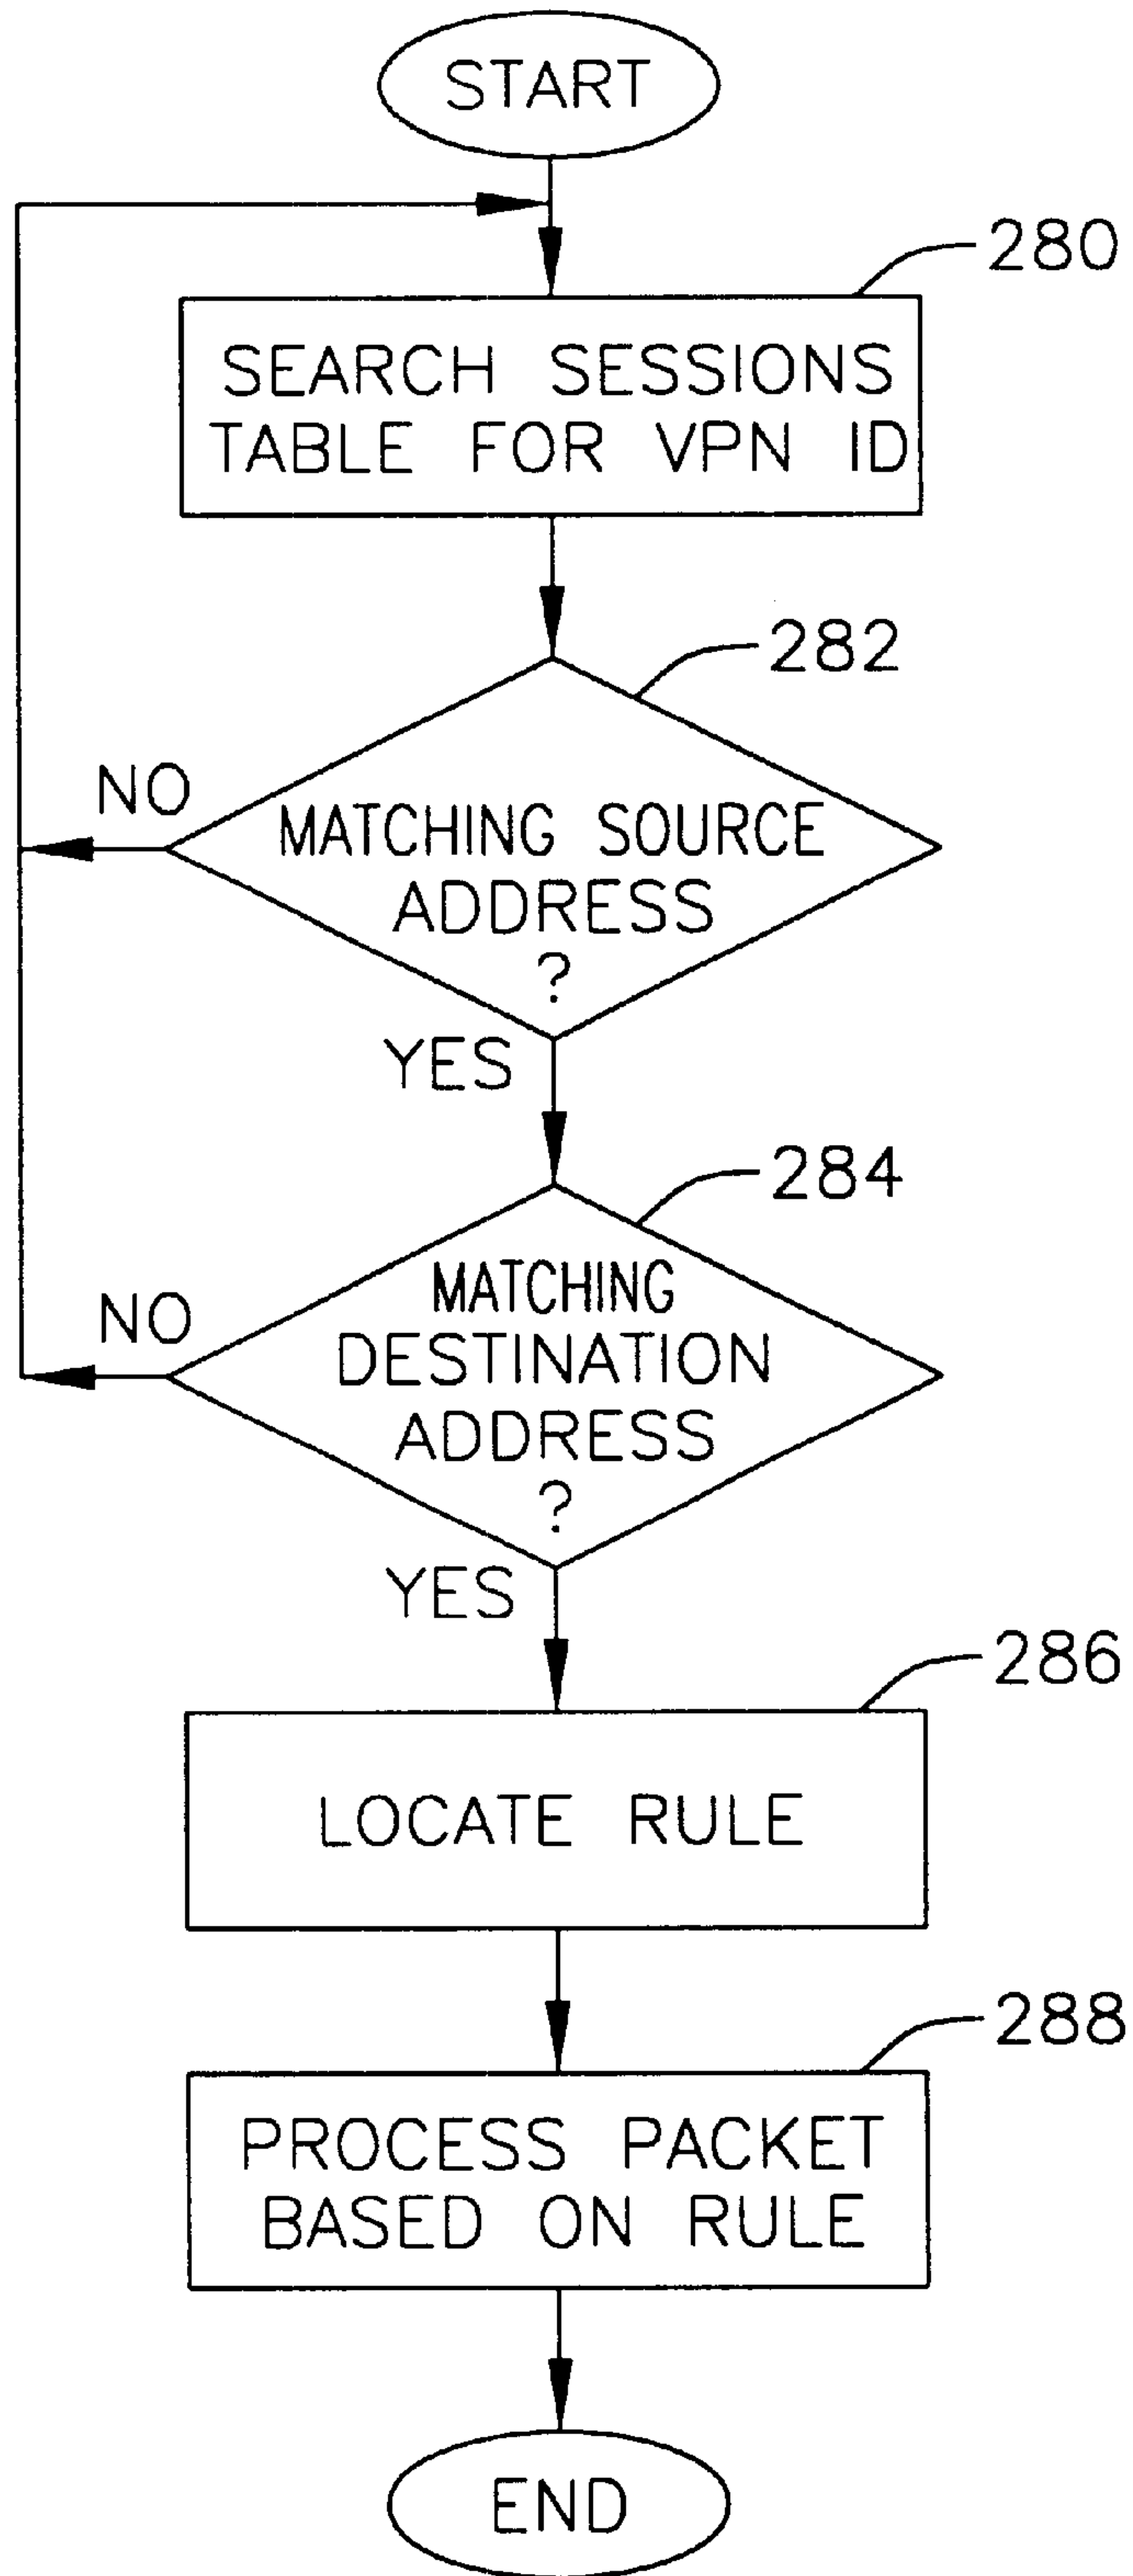 START
280
SEARCH SESSIONS
TABLE FOR VPN ID
282
NO
MATCHING SOURCE
ADDRESS
?
YES
284
NO
MATCHING
DESTINATION
ADDRESS
?
YES
286
LOCATE RULE
288
PROCESS PACKET
BASED ON RULE
END